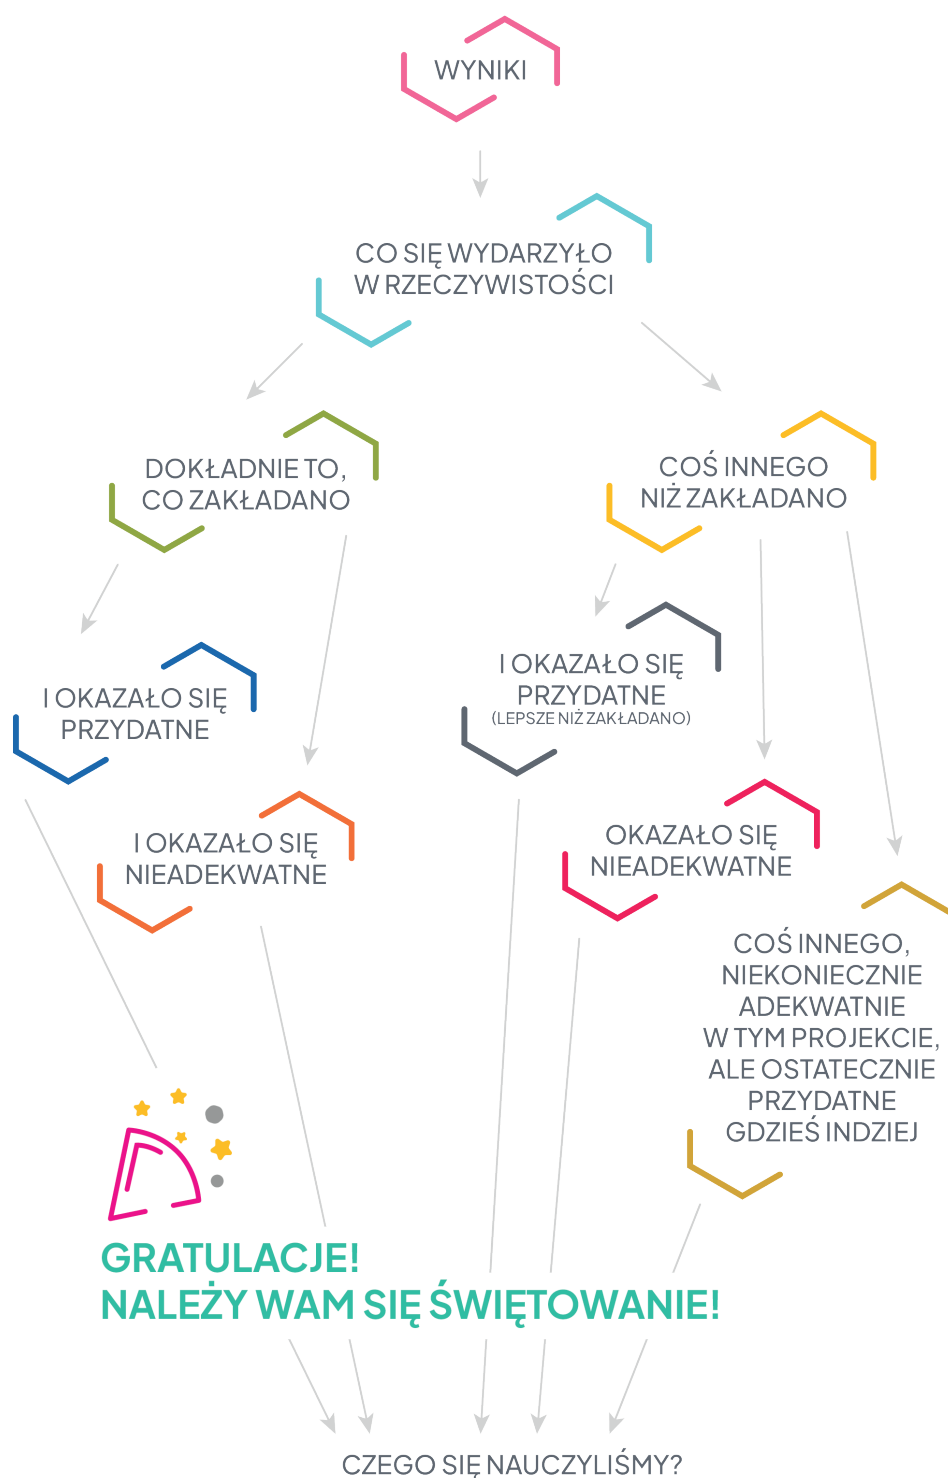 WYNIKI
CO SIĘ WYDARZYŁO
W RZECZYWISTOŚCI
DOKŁADNIE TO,
CO ZAKŁADANO
COŚ INNEGO
NIŻ ZAKŁADANO
I OKAZAŁO SIĘ
PRZYDATNE
I OKAZAŁO SIĘ
PRZYDATNE
(LEPSZE NIŻ ZAKŁADANO)
I OKAZAŁO SIĘ
NIEADEKWATNE
OKAZAŁO SIĘ
NIEADEKWATNE
COŚ INNEGO,
NIEKONIECZNIE
ADEKWATNIE
W TYM PROJEKCIE,
ALE OSTATECZNIE
PRZYDATNE
GDZIEŚ INDZIEJ
GRATULACJE!
NALEŻY WAM SIĘ ŚWIĘTOWANIE!
CZEGO SIĘ NAUCZYLIŚMY?